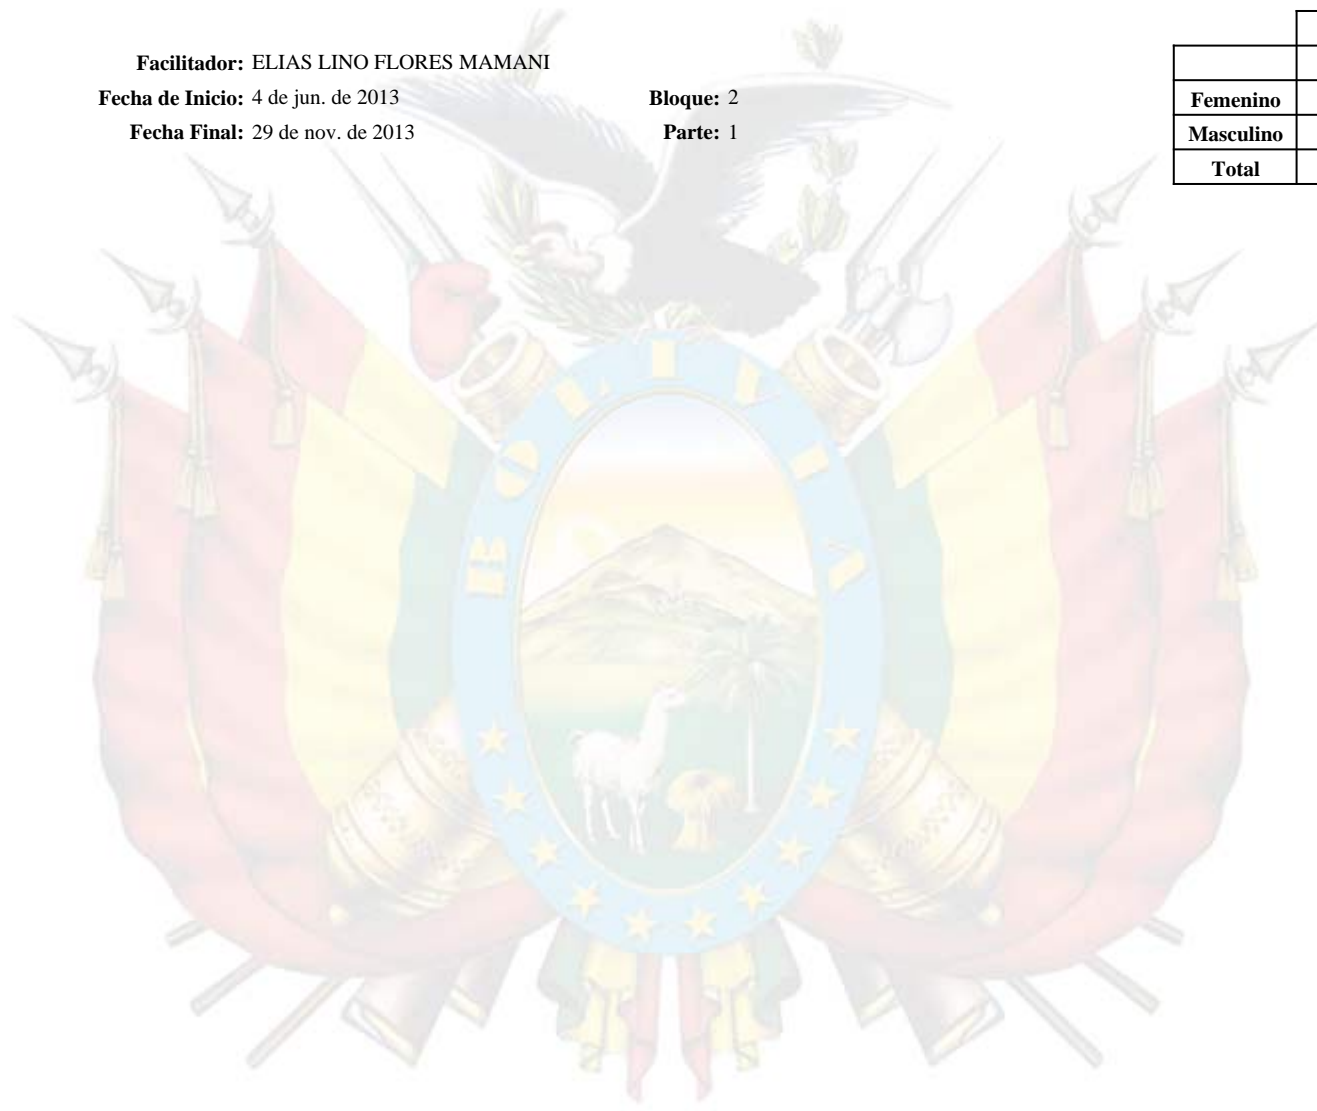 Facilitador: ELIAS LINO FLORES MAMANI
Fecha de Inicio: 4 de jun. de 2013 Bloque: 2
Fecha Final: 29 de nov. de 2013 Parte: 1
Femenino
Masculino
Total
BOLIVIA